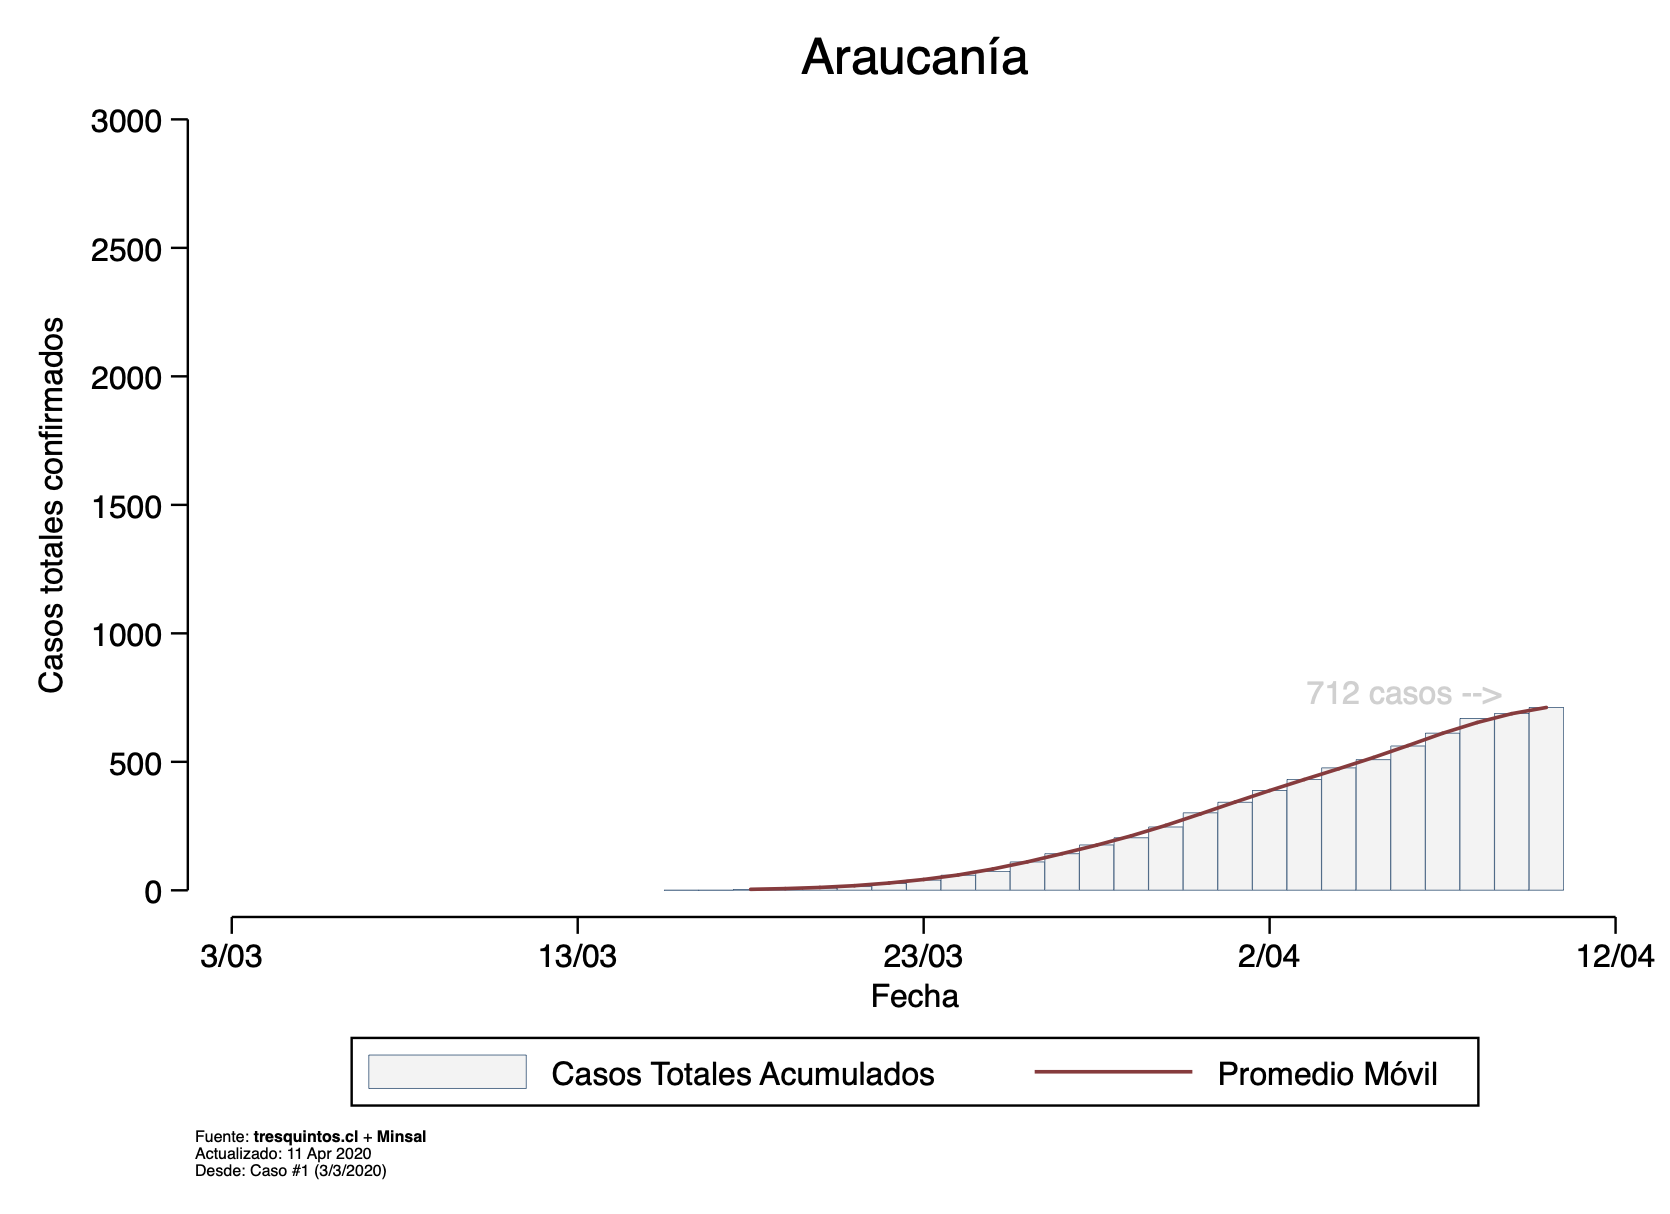 Araucanía
3000
2500
2000
1500
1000
500
0
Casos totales confirmados
712 casos -->
3/03
13/03
23/03
2/04
12/04
Fecha
Casos Totales Acumulados
Promedio Móvil
Fuente: tresquintos.cl + Minsal
Actualizado: 11 Apr 2020
Desde: Caso #1 (3/3/2020)